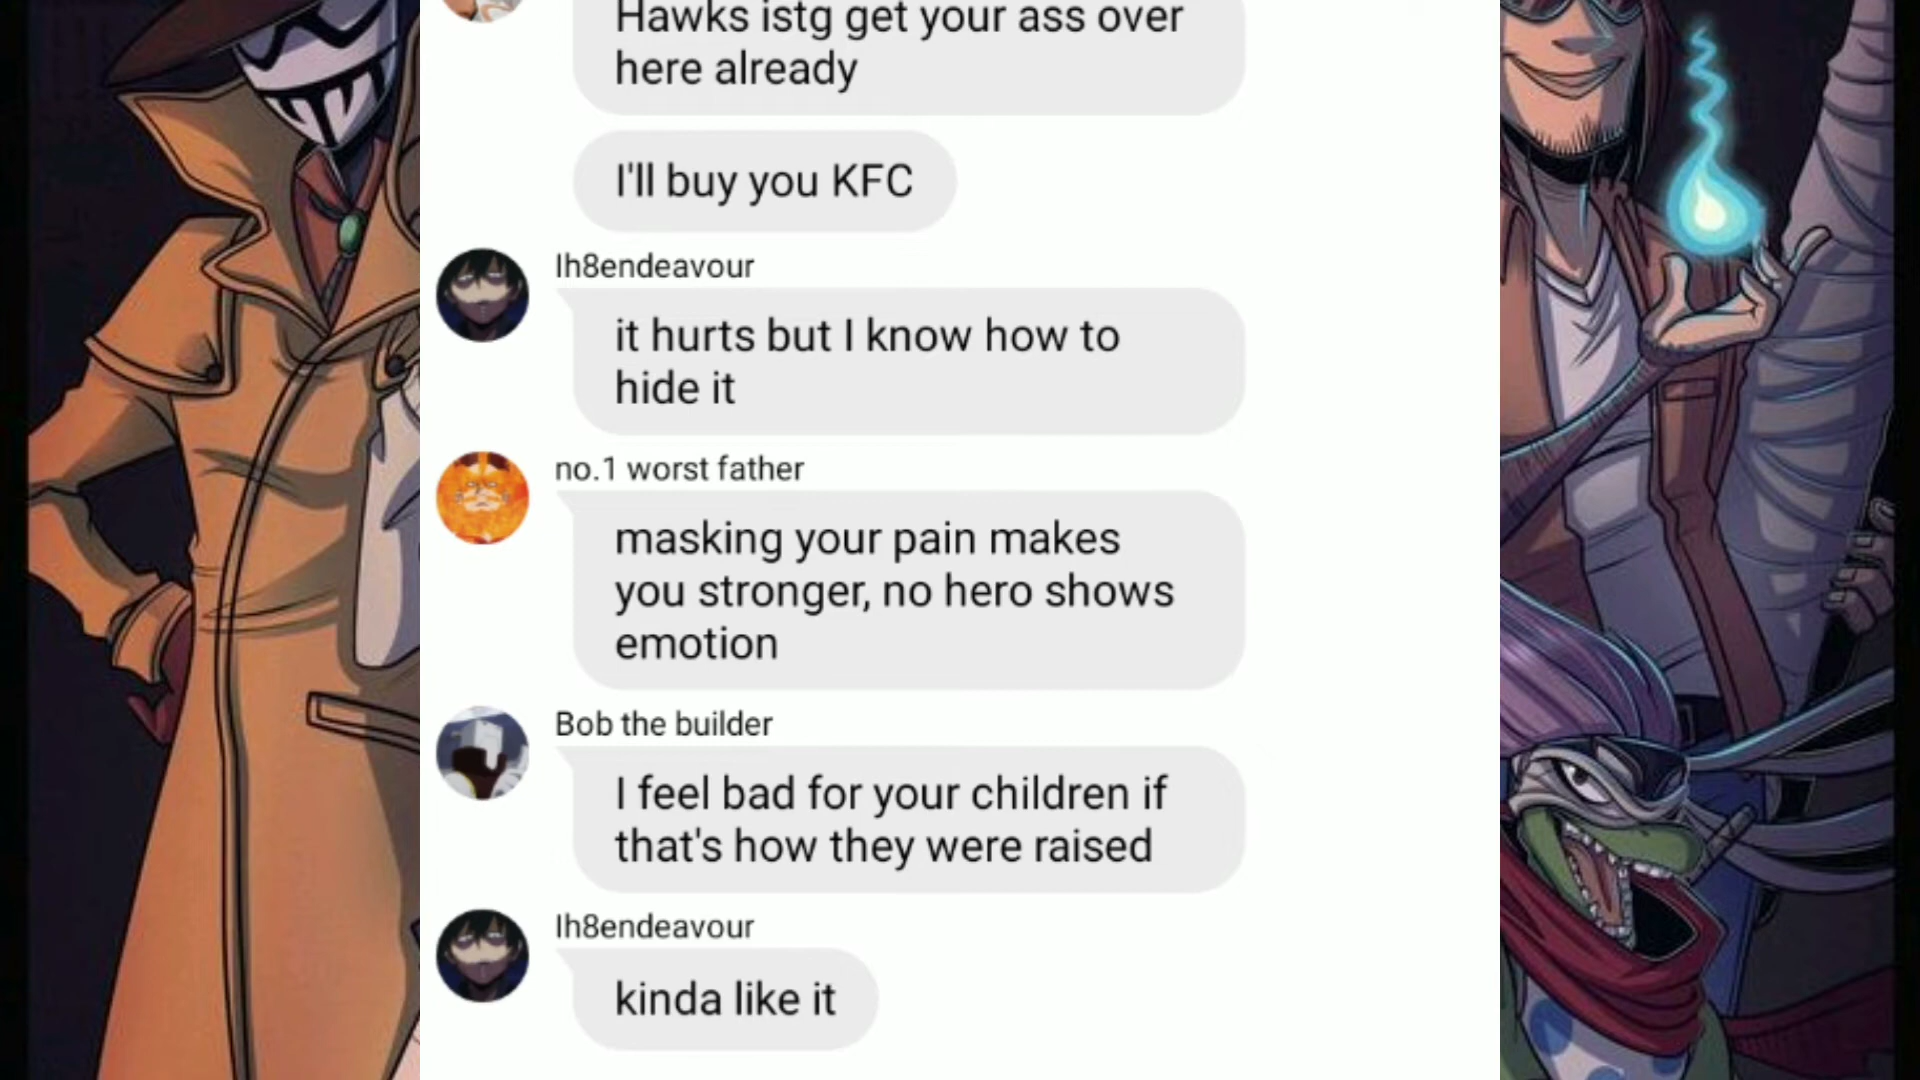 Hawks istg get your ass over
here already
I'll buy you KFC
Ih8endeavour
it hurts but I know how to
hide it
no.1 worst father
masking your pain makes
you stronger, no hero shows
emotion
Bob the builder
I feel bad for your children if
that's how they were raised
Ih8endeavour
kinda like it